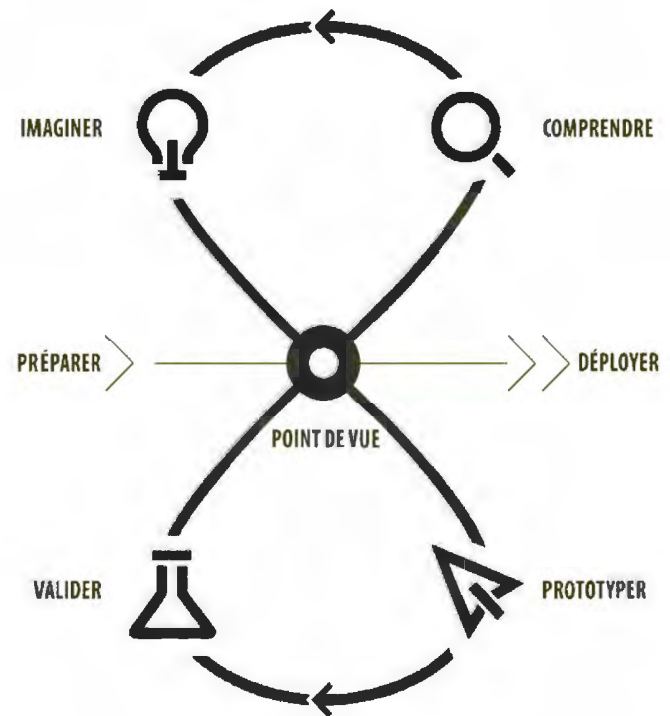 IMAGINER
COMPRENDRE
PRÉPARER
DÉPLOYER
POINT DE VUE
VALIDER
PROTOTYPER